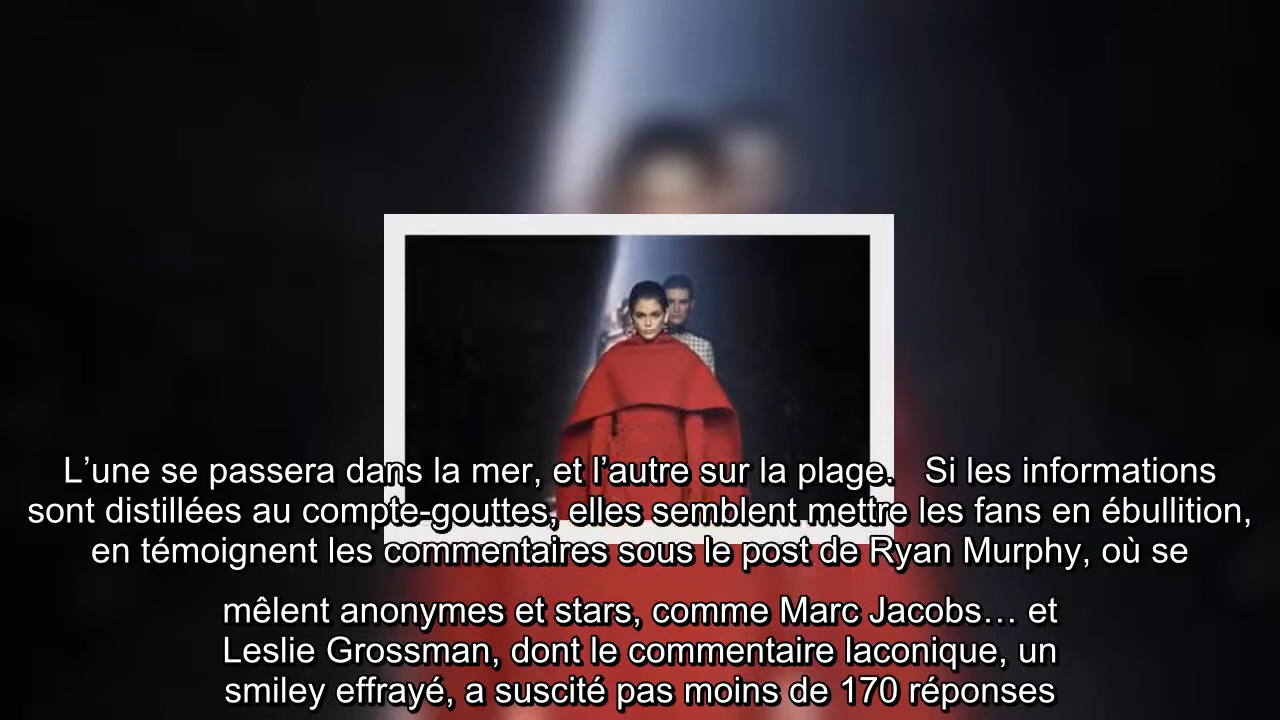 L’une se passera dans la mer, et l’autre sur la plage.   Si les informations
sont distillées au compte-gouttes, elles semblent mettre les fans en ébullition,
en témoignent les commentaires sous le post de Ryan Murphy, où se
mêlent anonymes et stars, comme Marc Jacobs… et
Leslie Grossman, dont le commentaire laconique, un
smiley effrayé, a suscité pas moins de 170 réponses